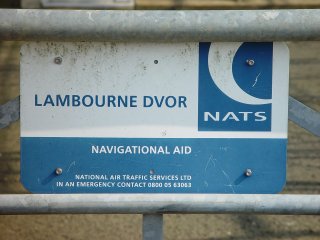 LAMBOURNE DVOR
NATS
NAVIGATIONAL AID
NATIONAL AIR TRAFFIC SERVICES LTD
IN AN EMERGENCY CONTACT 0800 05 63063